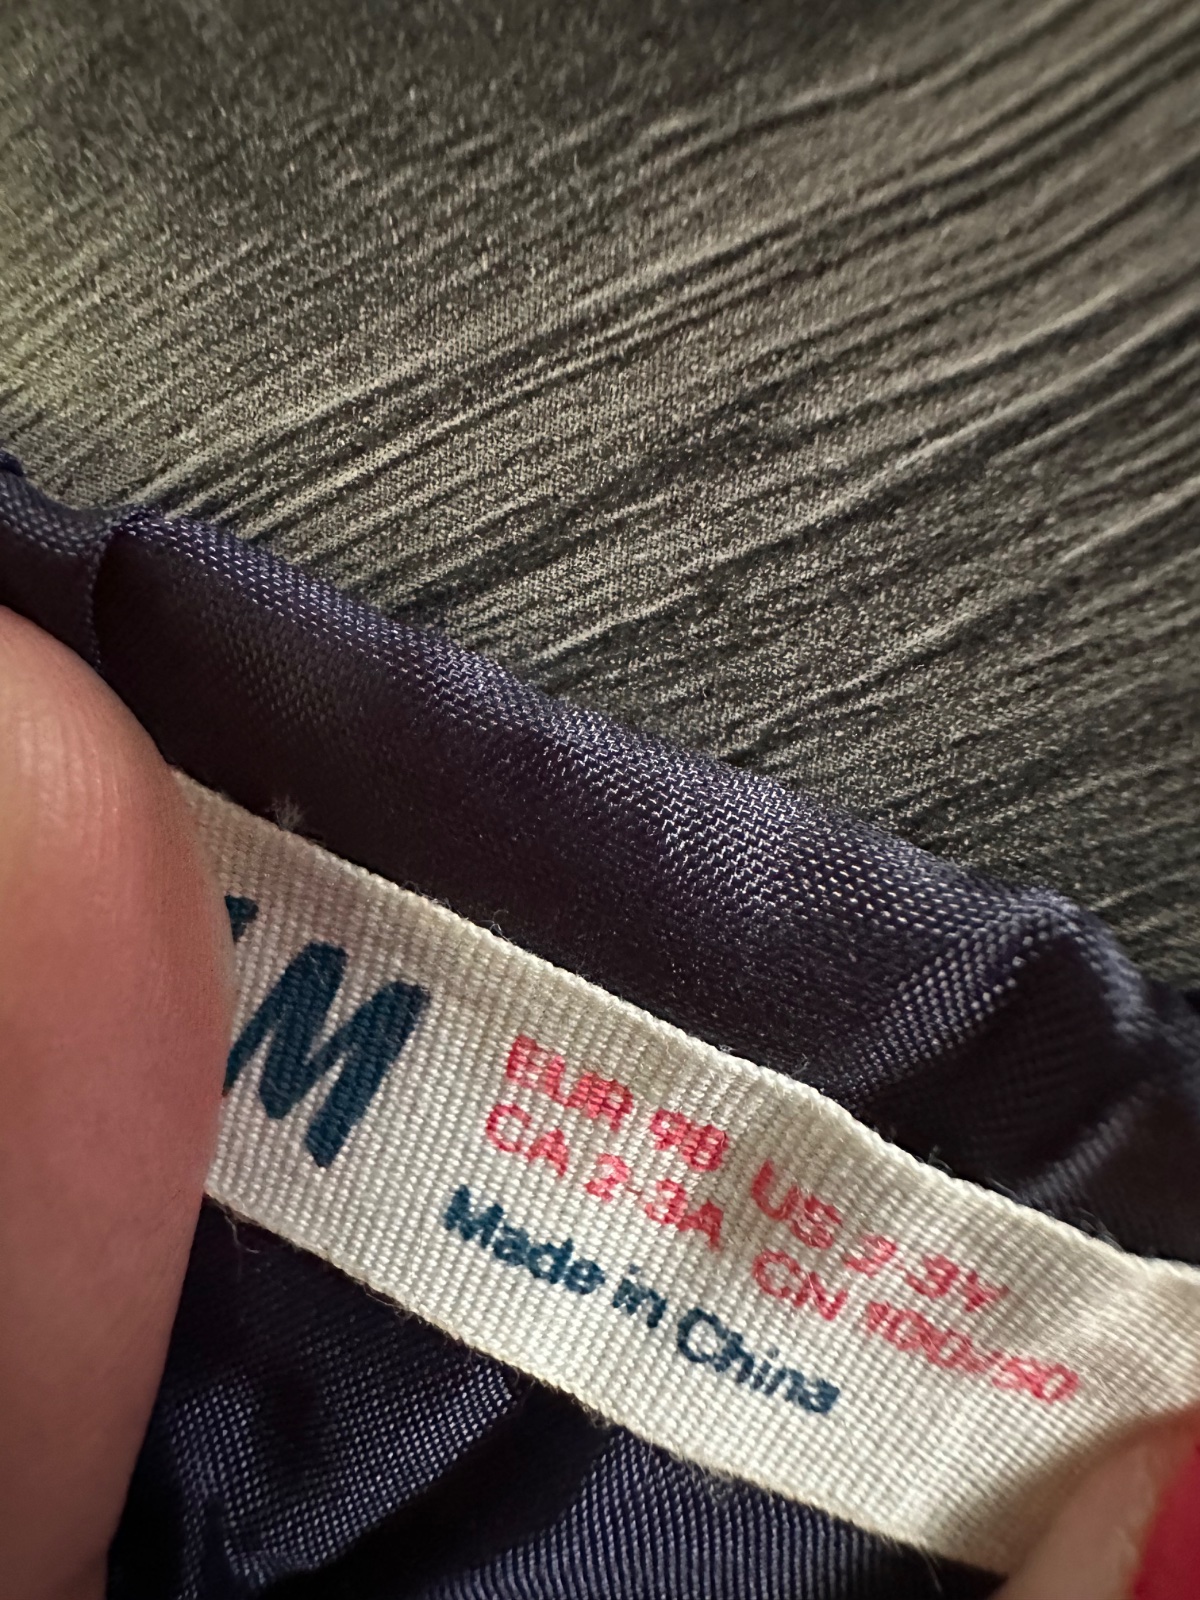 M
EUR 98 US 2-3Y
CA 2-3A CN 100/50
Made in China